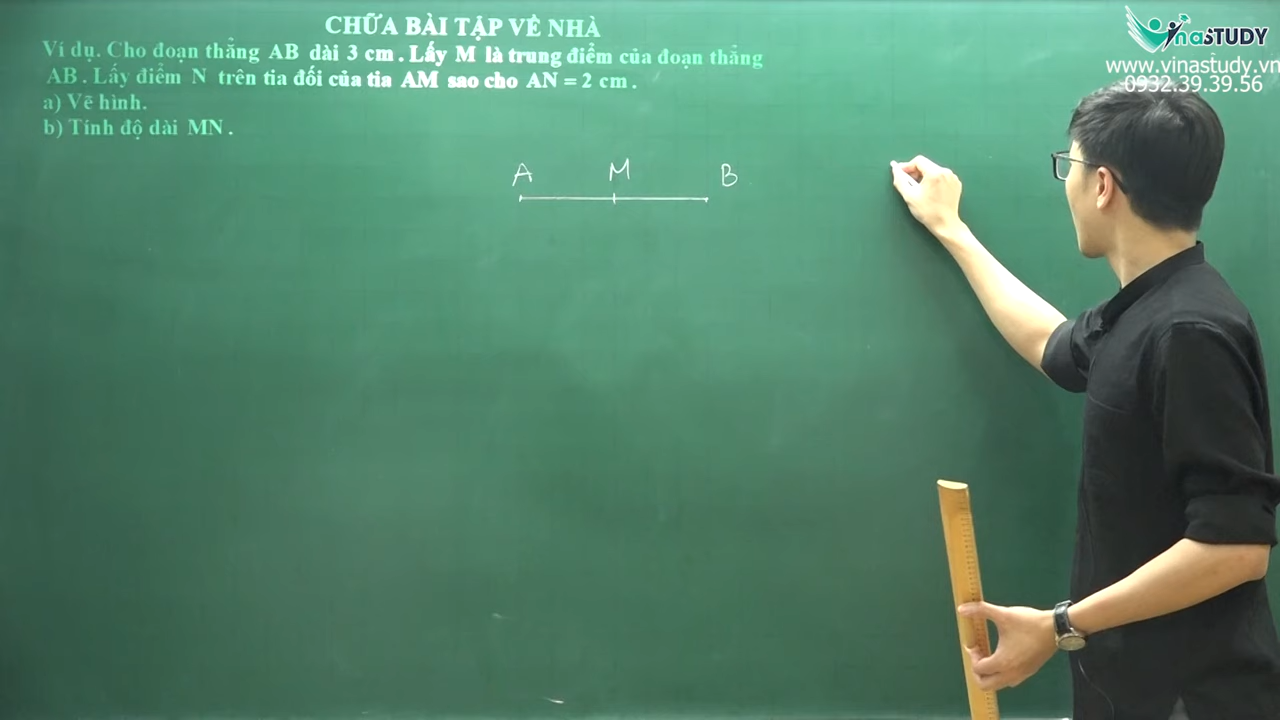 CHỮA BÀI TẬP VỀ NHÀ
Ví dụ. Cho đoạn thẳng AB dài 3 cm. Lấy M là trung điểm của đoạn thẳng
AB. Lấy điểm N trên tia đối của tia AM sao cho AN = 2 cm.
a) Vẽ hình.
b) Tính độ dài MN.
A M B
VinaSTUDY
www.vinastudy.vn
0932.39.39.56